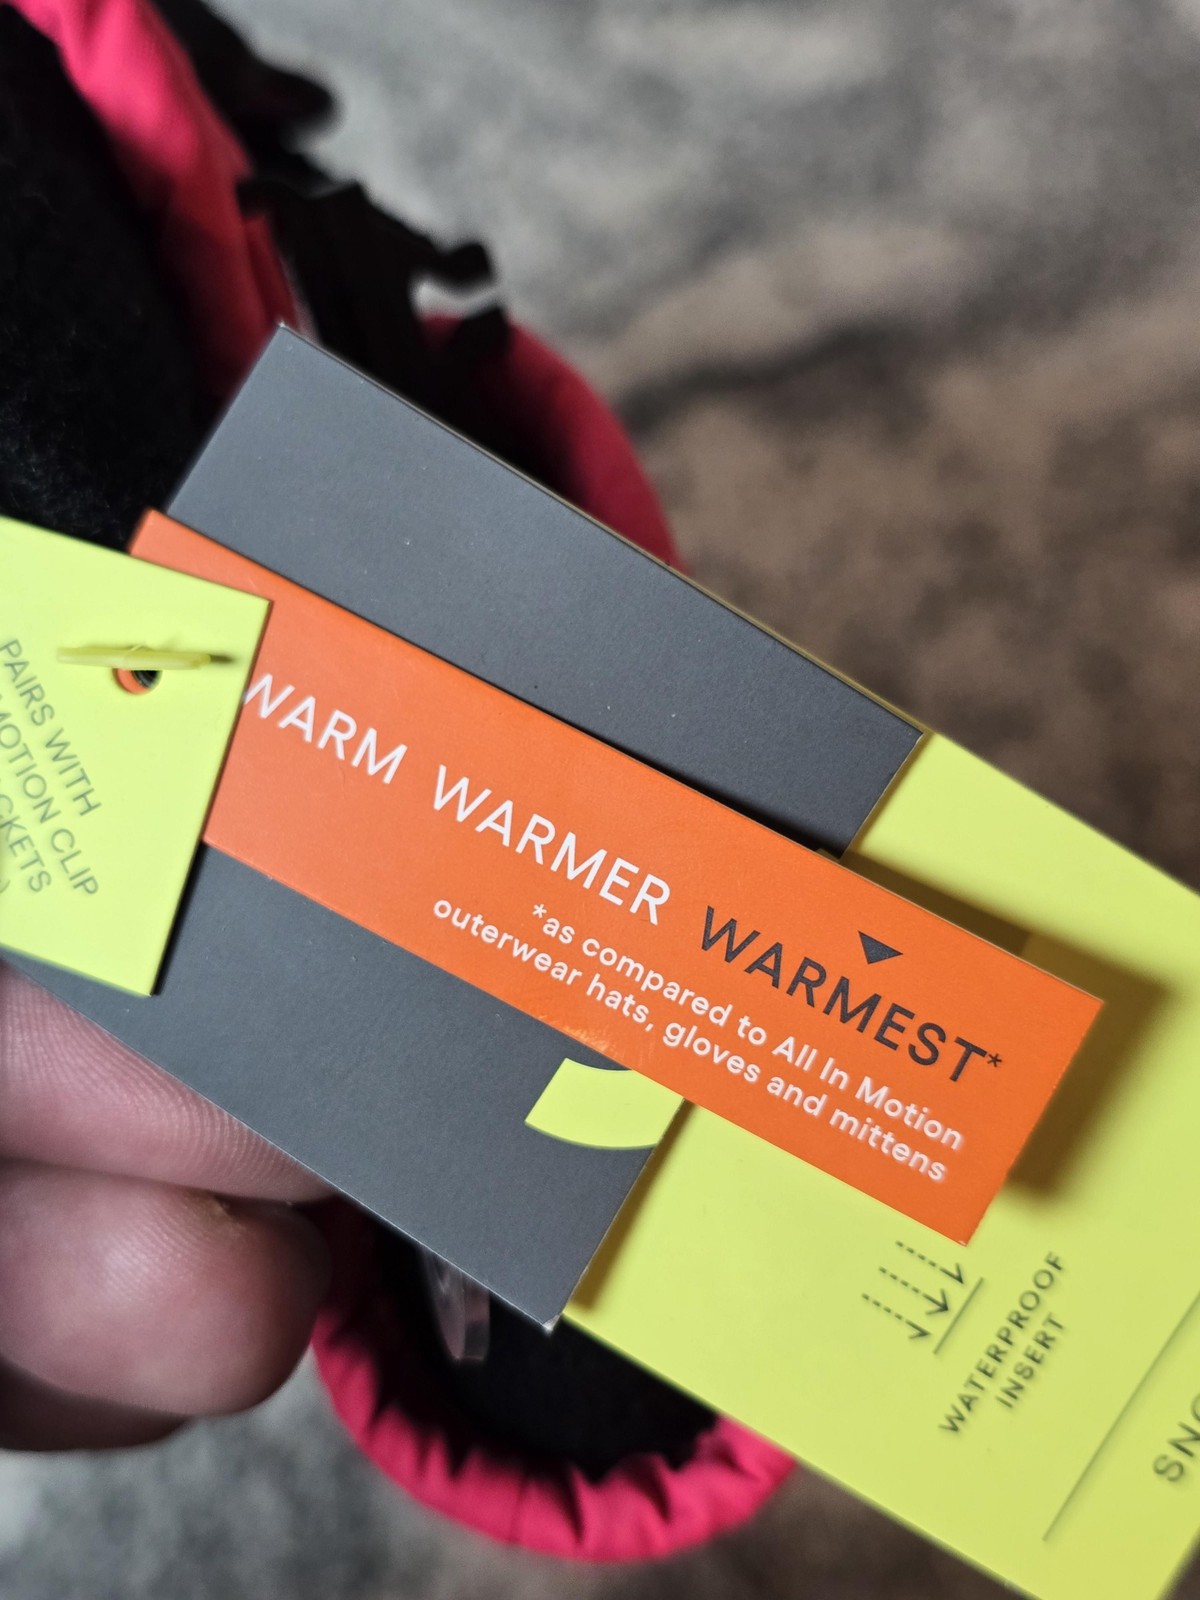 PAIRS WITH
MOTION CLIP
WARM WARMER WARMEST*
*as compared to All In Motion
outerwear hats, gloves and mittens
WATERPROOF
INSERT